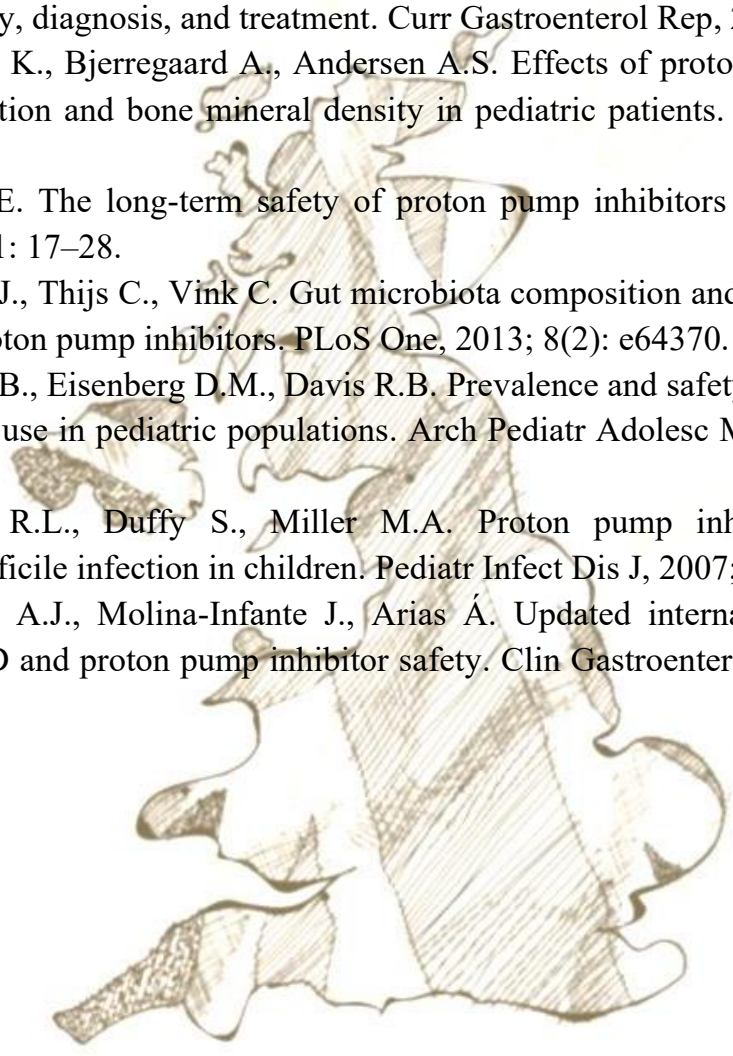 y, diagnosis, and treatment. Curr Gastroenterol Rep, 2
K., Bjerregaard A., Andersen A.S. Effects of proto
tion and bone mineral density in pediatric patients.
E. The long-term safety of proton pump inhibitors
1: 17–28.
J., Thijs C., Vink C. Gut microbiota composition and
oton pump inhibitors. PLoS One, 2013; 8(2): e64370.
B., Eisenberg D.M., Davis R.B. Prevalence and safety
use in pediatric populations. Arch Pediatr Adolesc M
R.L., Duffy S., Miller M.A. Proton pump inh
ficile infection in children. Pediatr Infect Dis J, 2007;
A.J., Molina-Infante J., Arias Á. Updated interna
D and proton pump inhibitor safety. Clin Gastroenter